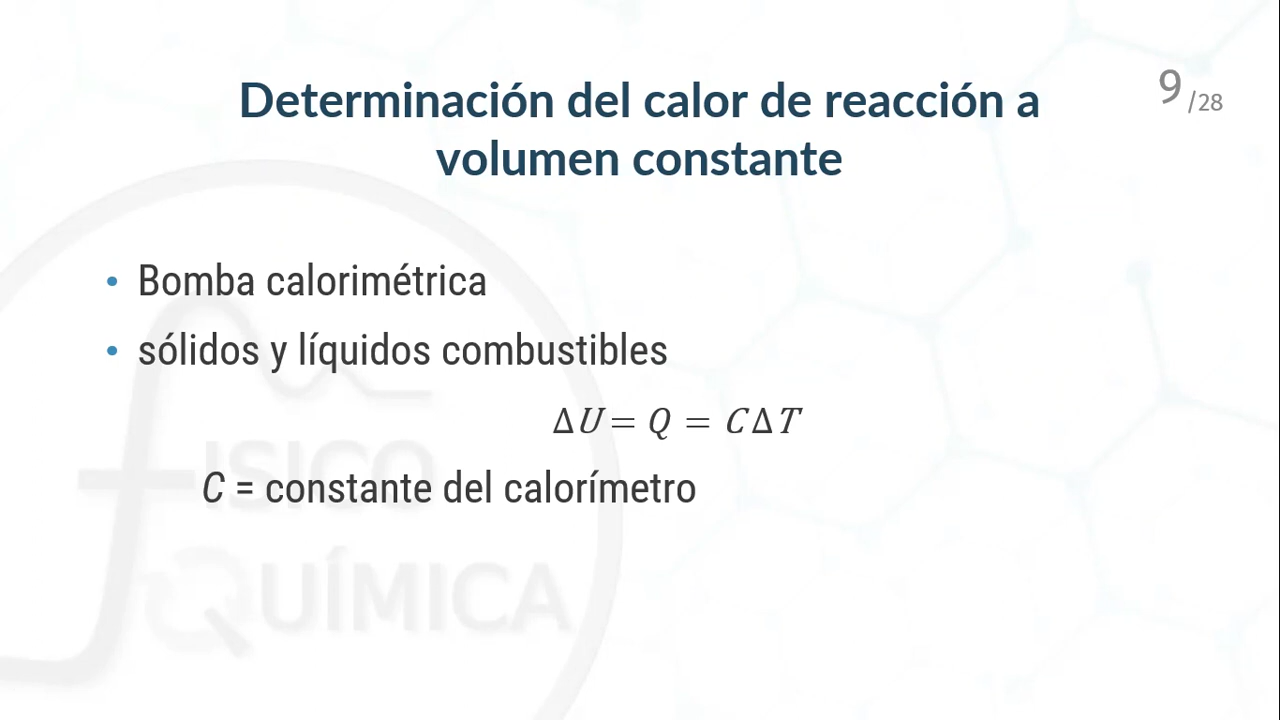 Determinación del calor de reacción a
volumen constante
9/28
• Bomba calorimétrica
• sólidos y líquidos combustibles
ΔU = Q = CΔT
C = constante del calorímetro
ISICO
QUÍMICA